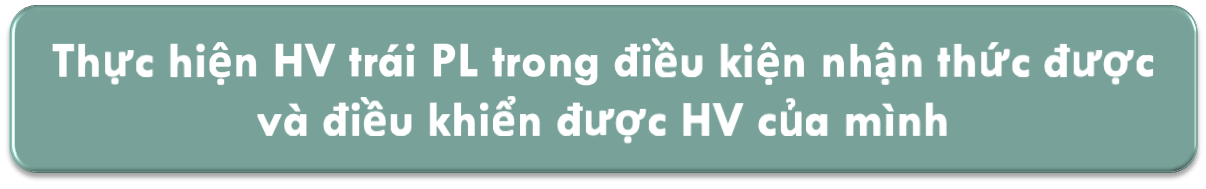 Thực hiện HV trái PL trong điều kiện nhận thức được
và điều khiển được HV của mình